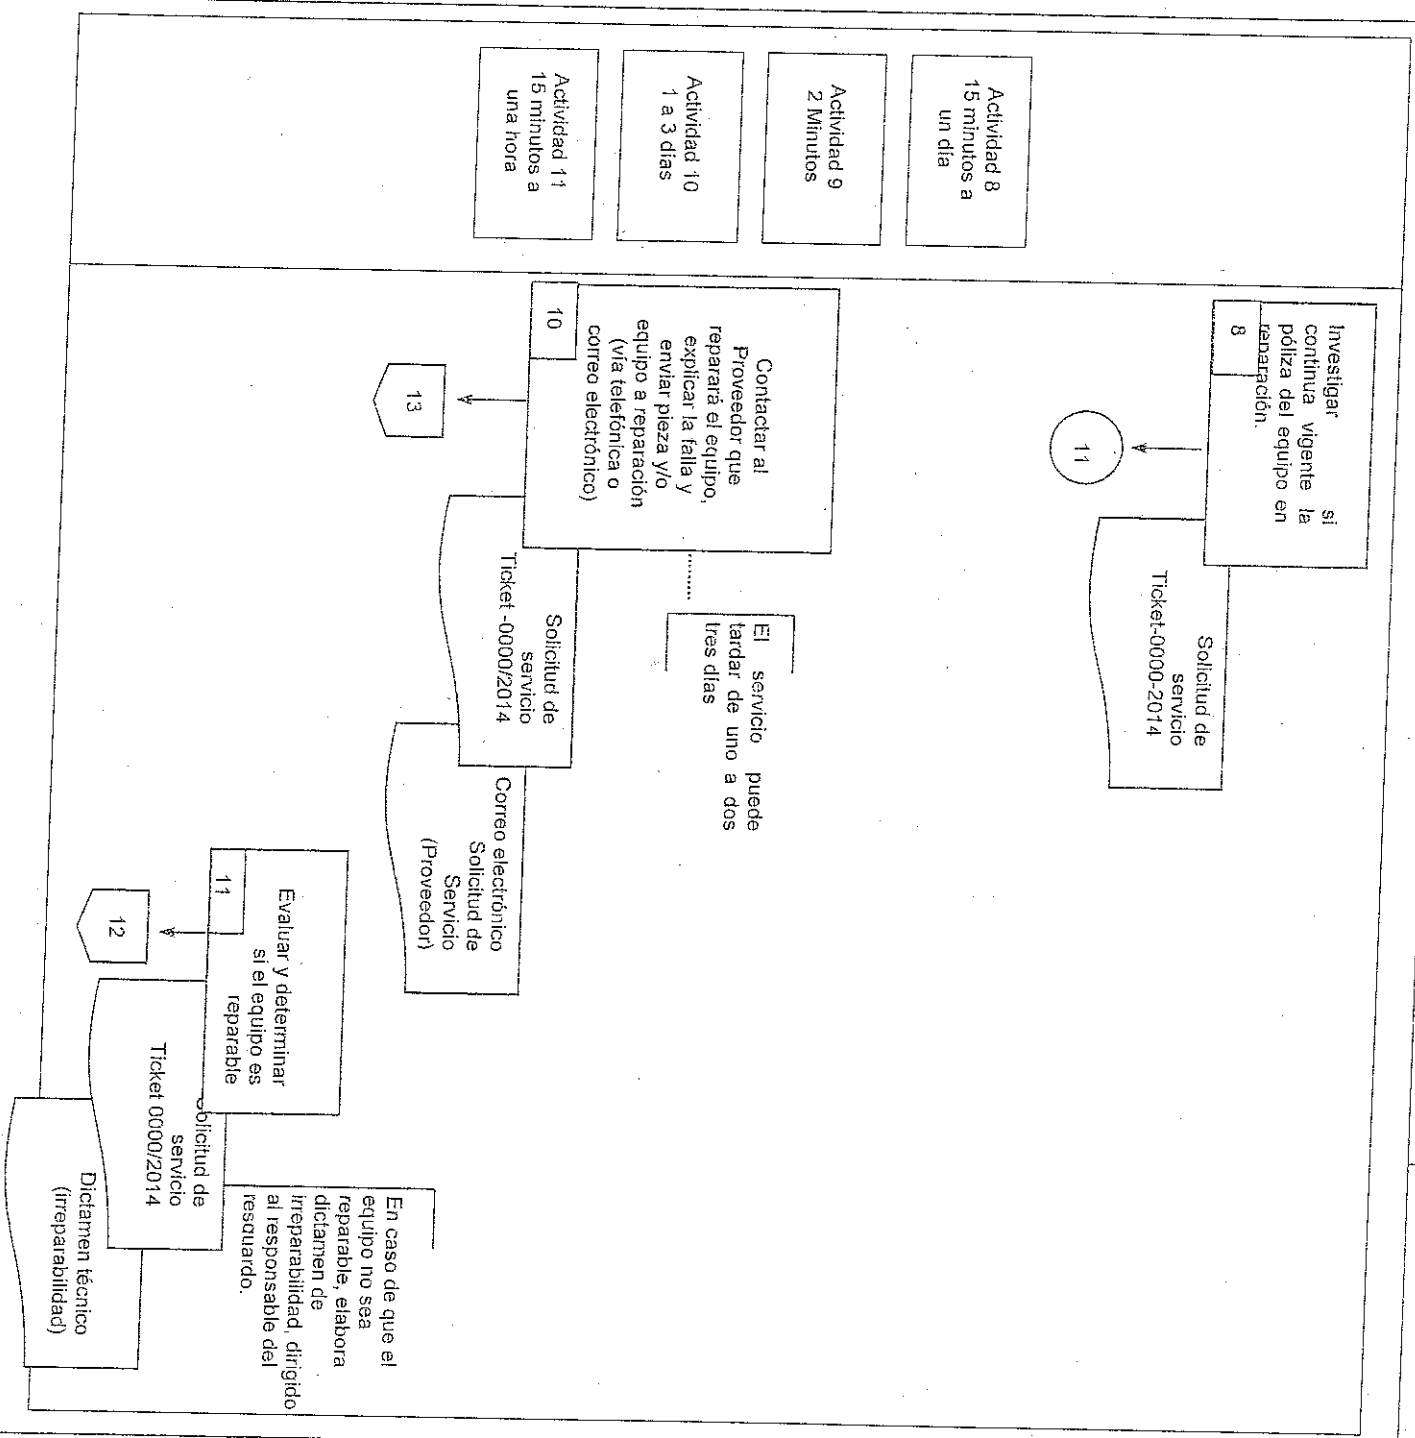 Actividad 8
15 minutos a
un día
Actividad 9
2 Minutos
Actividad 10
1 a 3 días
Actividad 11
15 minutos a
una hora
Investigar si
continua vigente la
póliza del equipo en
reparación.
8
11
Solicitud de
servicio
Ticket-0000-2014
Contactar al
Proveedor que
reparará el equipo,
explicar la falla y
enviar pieza y/o
equipo a reparación
(vía telefónica o
correo electrónico)
10
13
El servicio puede
tardar de uno a dos
tres días
Solicitud de
servicio
Ticket -0000/2014
Correo electrónico
Solicitud de
Servicio
(Proveedor)
Evaluar y determinar
si el equipo es
reparable
11
12
Solicitud de
servicio
Ticket 0000/2014
Dictamen técnico
(irreparabilidad)
En caso de que el
equipo no sea
reparable, elabora
dictamen de
irreparabilidad, dirigido
al responsable del
resguardo.